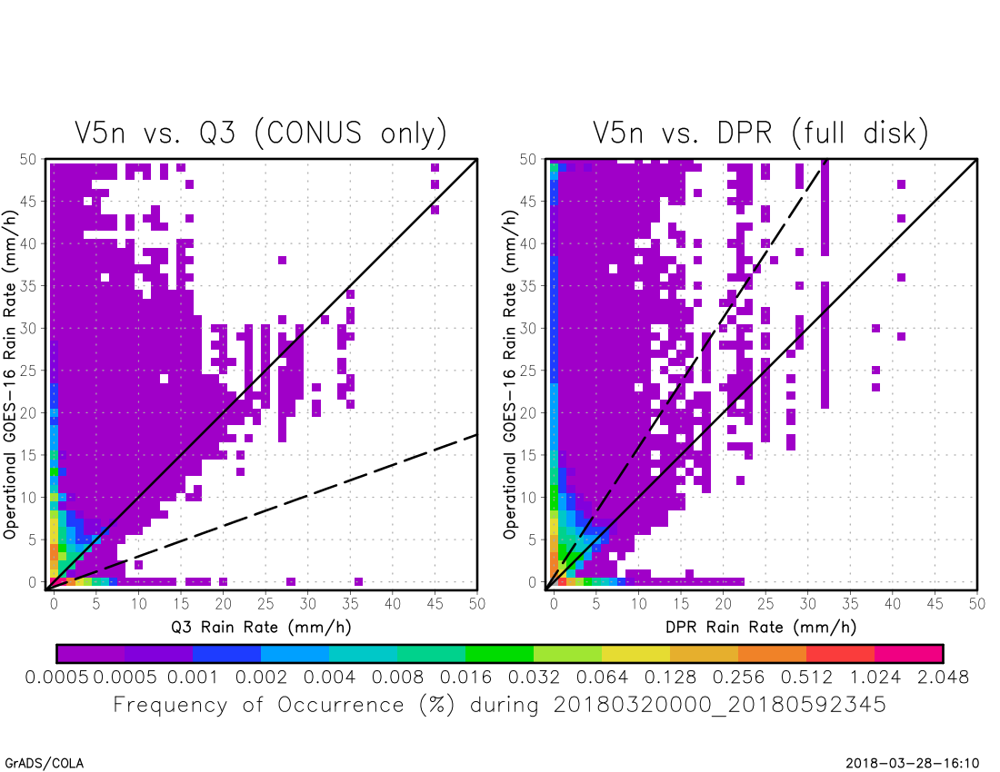 V5n vs. Q3 (CONUS only)
V5n vs. DPR (full disk)
Operational GOES-16 Rain Rate (mm/h)
50
45
40
35
30
25
20
15
10
5
0
0 5 10 15 20 25 30 35 40 45 50
Q3 Rain Rate (mm/h)
Operational GOES-16 Rain Rate (mm/h)
50
45
40
35
30
25
20
15
10
5
0
0 5 10 15 20 25 30 35 40 45 50
DPR Rain Rate (mm/h)
0.0005 0.0005 0.001 0.002 0.004 0.008 0.016 0.032 0.064 0.128 0.256 0.512 1.024 2.048
Frequency of Occurrence (%) during 20180320000_20180592345
GrADS/COLA
2018-03-28-16:10